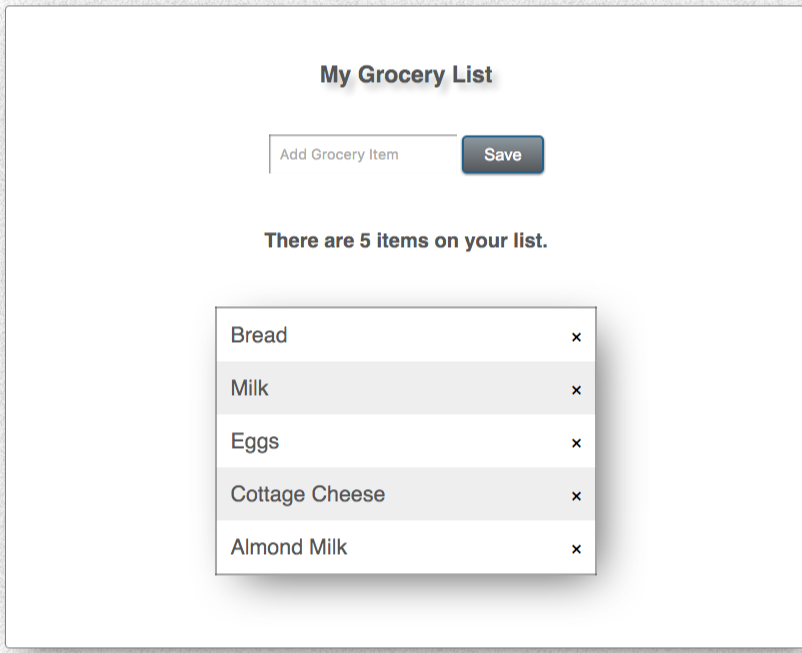 My Grocery List
Add Grocery Item Save
There are 5 items on your list.
Bread ×
Milk ×
Eggs ×
Cottage Cheese ×
Almond Milk ×